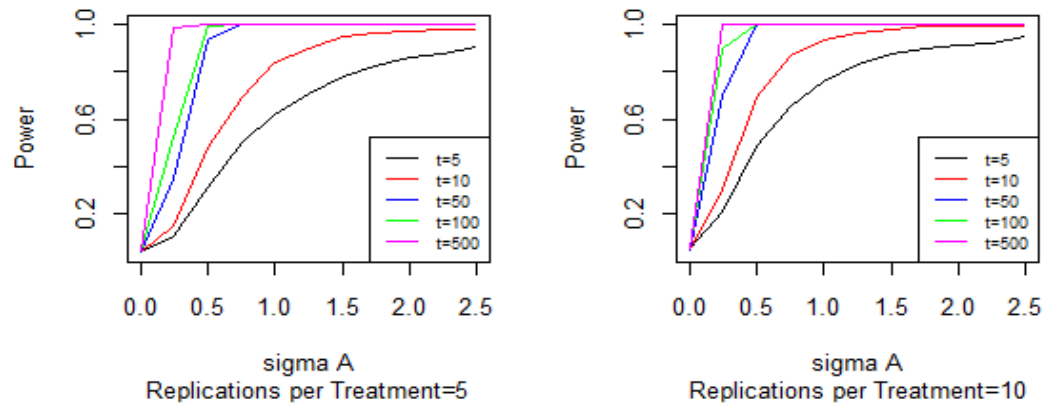 Power
0.2 0.6 1.0
t=5
t=10
t=50
t=100
t=500
0.0 0.5 1.0 1.5 2.0 2.5
sigma A
Replications per Treatment=5
Power
0.2 0.6 1.0
t=5
t=10
t=50
t=100
t=500
0.0 0.5 1.0 1.5 2.0 2.5
sigma A
Replications per Treatment=10